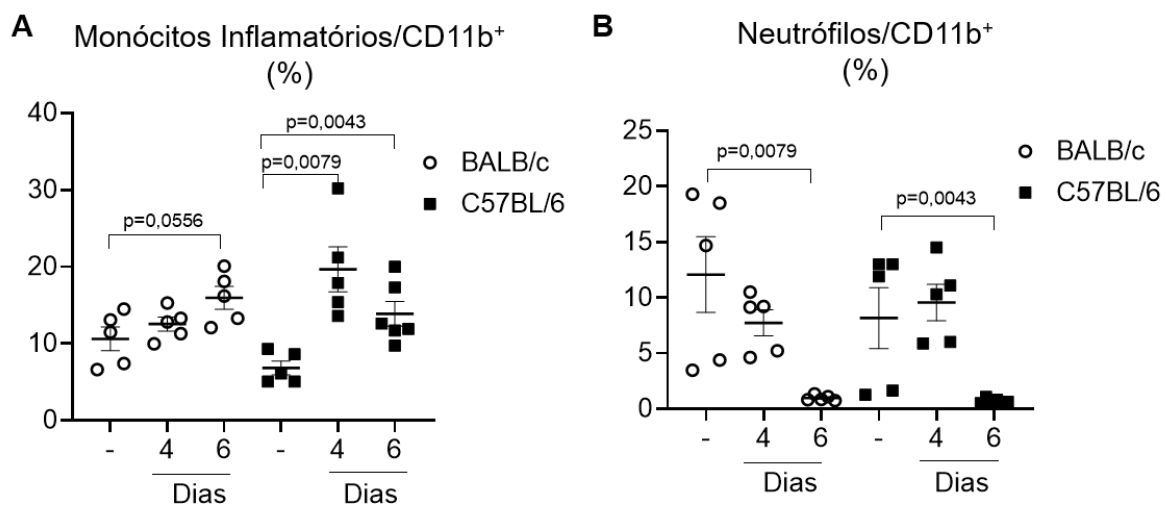 A
Monócitos Inflamatórios/CD11b⁺
(%)
40
30
20
10
0
p=0,0556
p=0,0043
p=0,0079
BALB/c
C57BL/6
-
4
6
-
4
6
Dias
Dias
B
Neutrófilos/CD11b⁺
(%)
25
20
15
10
5
0
p=0,0079
p=0,0043
BALB/c
C57BL/6
-
4
6
-
4
6
Dias
Dias